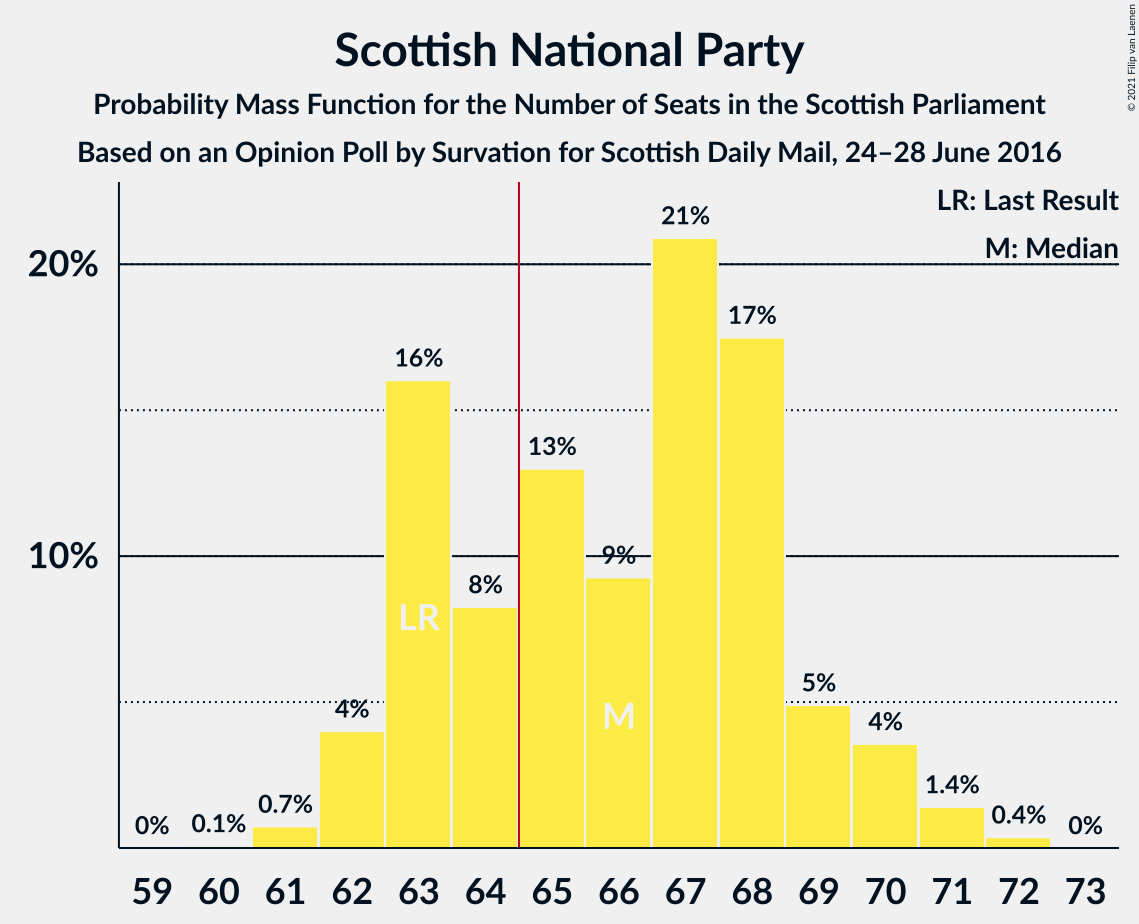 Scottish National Party
Probability Mass Function for the Number of Seats in the Scottish Parliament
Based on an Opinion Poll by Survation for Scottish Daily Mail, 24–28 June 2016
© 2021 Filip van Laenen
LR: Last Result
M: Median
20%
10%
0%
0.1%
0.7%
4%
16%
8%
13%
9%
21%
17%
5%
4%
1.4%
0.4%
0%
LR
M
59 60 61 62 63 64 65 66 67 68 69 70 71 72 73